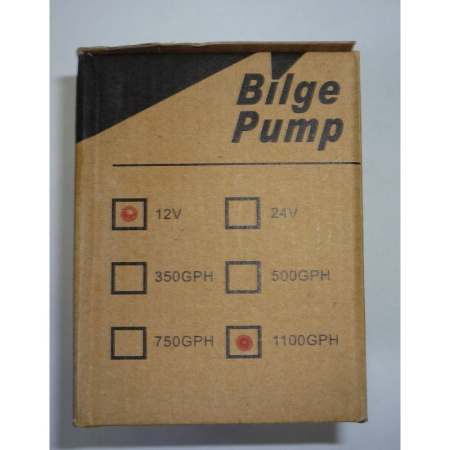 Bilge
Pump
12V 24V
350GPH 500GPH
750GPH 1100GPH